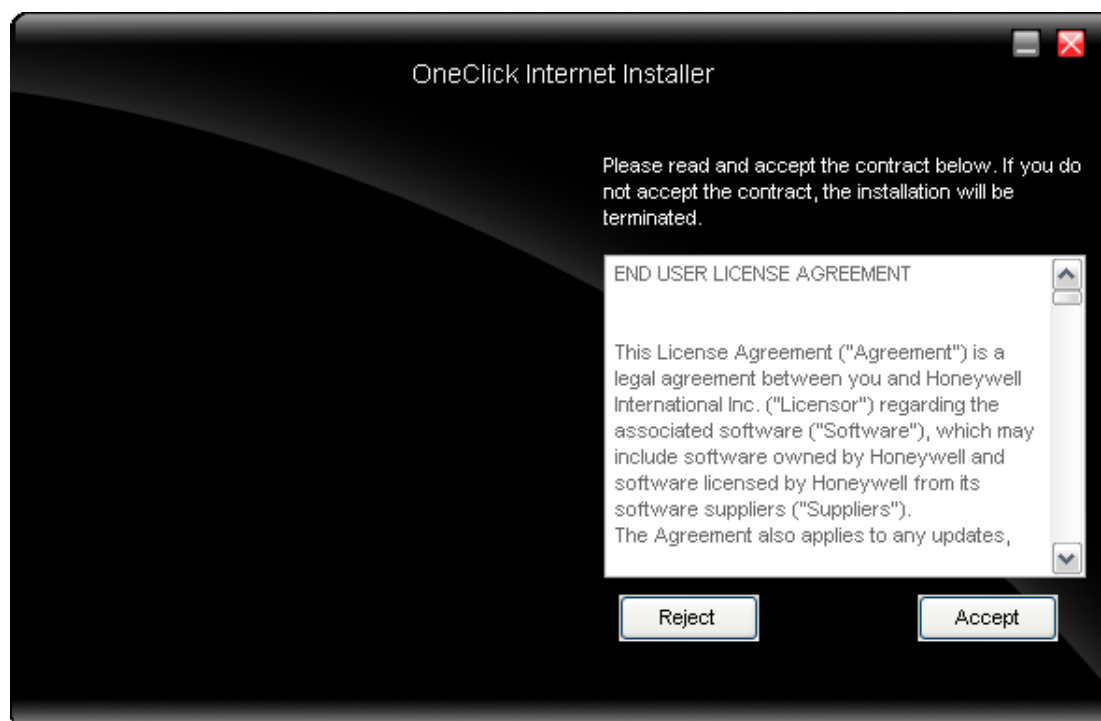 OneClick Internet Installer
Please read and accept the contract below. If you do
not accept the contract, the installation will be
terminated.
END USER LICENSE AGREEMENT
This License Agreement ("Agreement") is a
legal agreement between you and Honeywell
International Inc. ("Licensor") regarding the
associated software ("Software"), which may
include software owned by Honeywell and
software licensed by Honeywell from its
software suppliers ("Suppliers").
The Agreement also applies to any updates,
Reject
Accept